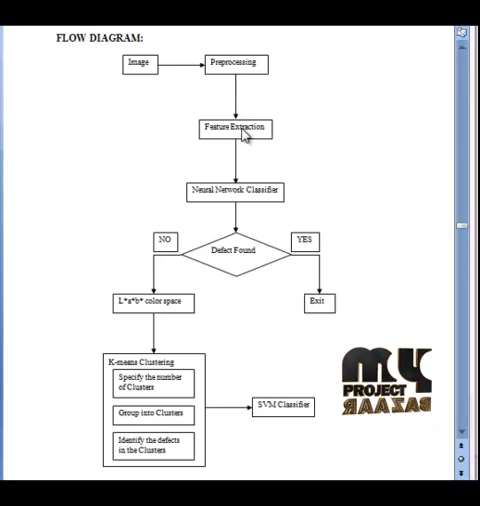 FLOW DIAGRAM:
Image
Preprocessing
Feature Extraction
Neural Network Classifier
NO
YES
Defect Found
L*a*b* color space
Exit
K-means Clustering
Specify the number
of Clusters
Group into Clusters
Identify the defects
in the Clusters
SVM Classifier
MY
PROJECT
BAZAAR